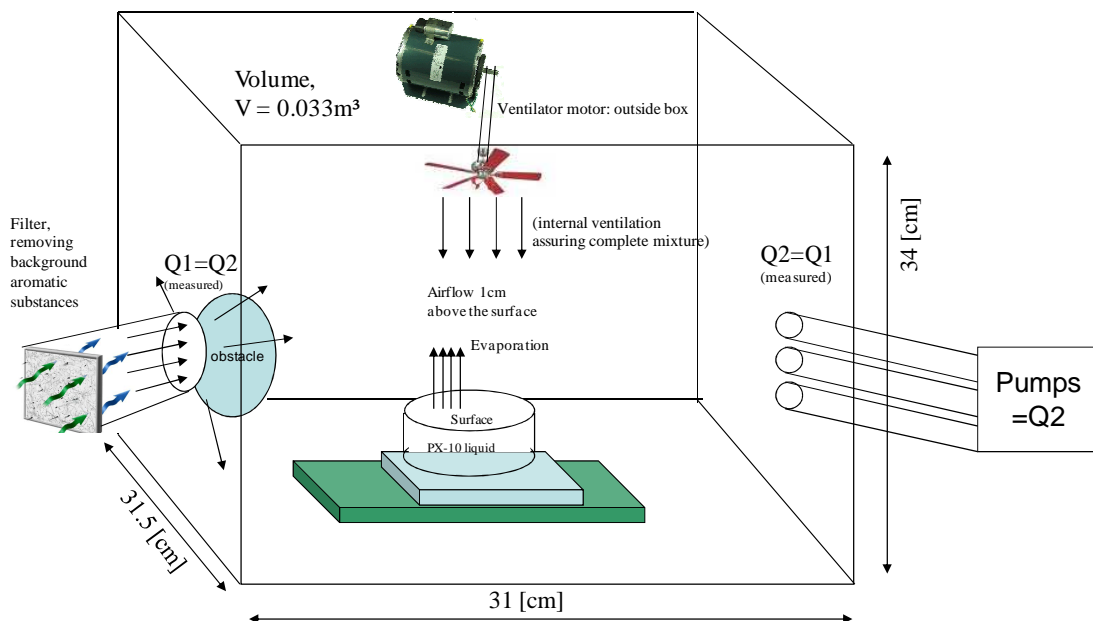 Volume,
V = 0.033m³
Ventilator motor: outside box
Filter,
removing
background
aromatic
substances
Q1=Q2
(measured)
obstacle
(internal ventilation
assuring complete mixture)
Airflow 1cm
above the surface
Evaporation
Surface
PX-10 liquid
Q2=Q1
(measured)
34 [cm]
Pumps
=Q2
31.5 [cm]
31 [cm]